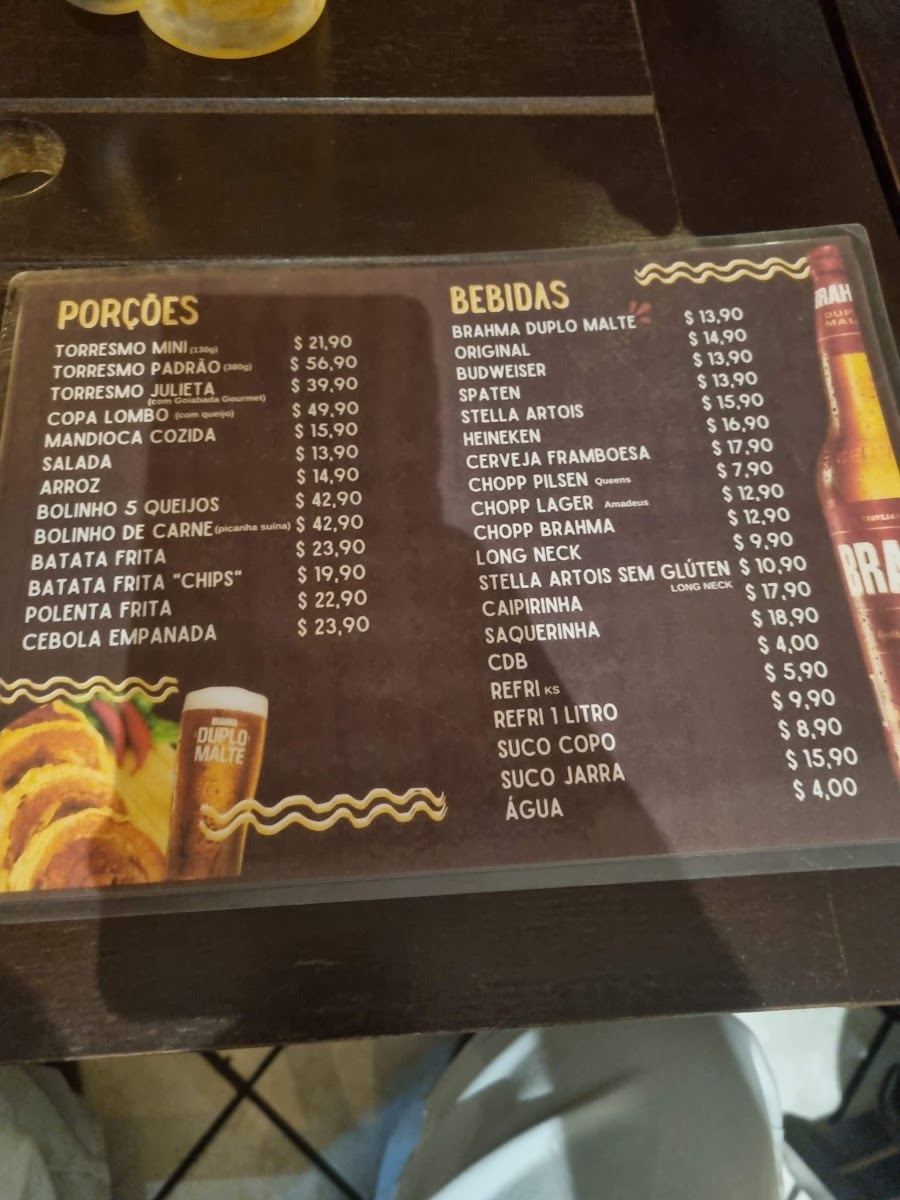 PORÇÕES
TORRESMO MINI (130g) $ 21,90
TORRESMO PADRÃO (380g) $ 56,90
TORRESMO JULIETA $ 39,90
(com Goiabada Gourmet)
COPA LOMBO (com queijo) $ 49,90
MANDIOCA COZIDA $ 15,90
SALADA $ 13,90
ARROZ $ 14,90
BOLINHO 5 QUEIJOS $ 42,90
BOLINHO DE CARNE (picanha suína) $ 42,90
BATATA FRITA $ 23,90
BATATA FRITA "CHIPS" $ 19,90
POLENTA FRITA $ 22,90
CEBOLA EMPANADA $ 23,90
BRAHMA
DUPLO
MALTE
BEBIDAS
BRAHMA DUPLO MALTE $ 13,90
ORIGINAL $ 14,90
BUDWEISER $ 13,90
SPATEN $ 13,90
STELLA ARTOIS $ 15,90
HEINEKEN $ 16,90
CERVEJA FRAMBOESA $ 17,90
CHOPP PILSEN Queens $ 7,90
CHOPP LAGER Amadeus $ 12,90
CHOPP BRAHMA $ 12,90
LONG NECK $ 9,90
STELLA ARTOIS SEM GLÚTEN $ 10,90
LONG NECK
CAIPIRINHA $ 17,90
SAQUERINHA $ 18,90
CDB $ 4,00
REFRI KS $ 5,90
REFRI 1 LITRO $ 9,90
SUCO COPO $ 8,90
SUCO JARRA $ 15,90
ÁGUA $ 4,00
BRAH
DUP
MAL
BRA